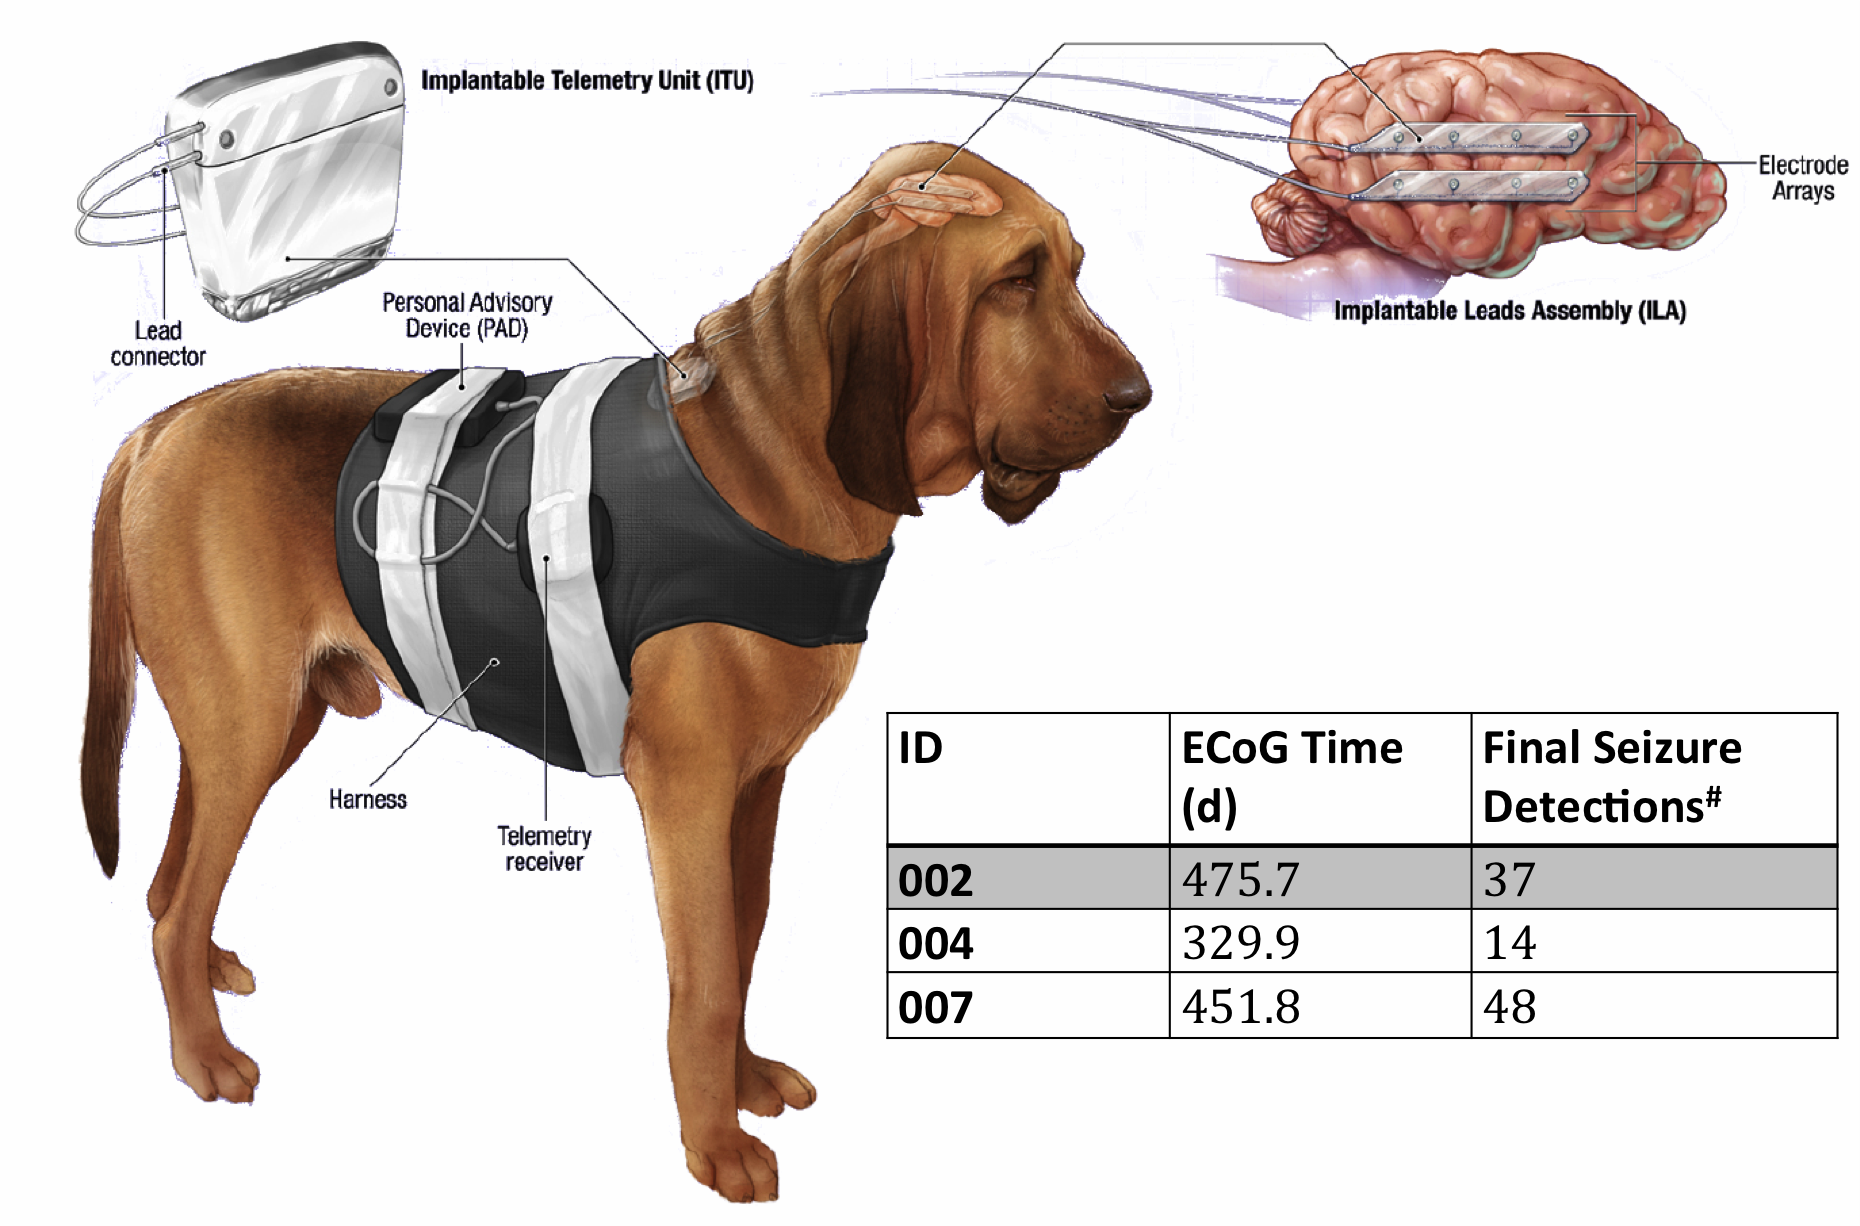 Implantable Telemetry Unit (ITU)
Electrode
Arrays
Personal Advisory
Device (PAD)
Lead
connector
Implantable Leads Assembly (ILA)
Harness
Telemetry
receiver
ID ECoG Time (d) Final Seizure Detections#
002 475.7 37
004 329.9 14
007 451.8 48